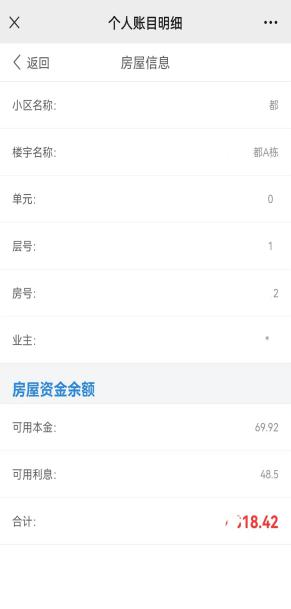 个人账目明细
返回
房屋信息
小区名称: 都
楼宇名称: 都A栋
单元: 0
层号: 1
房号: 2
业主: *
房屋资金余额
可用本金: 69.92
可用利息: 48.5
合计: 18.42